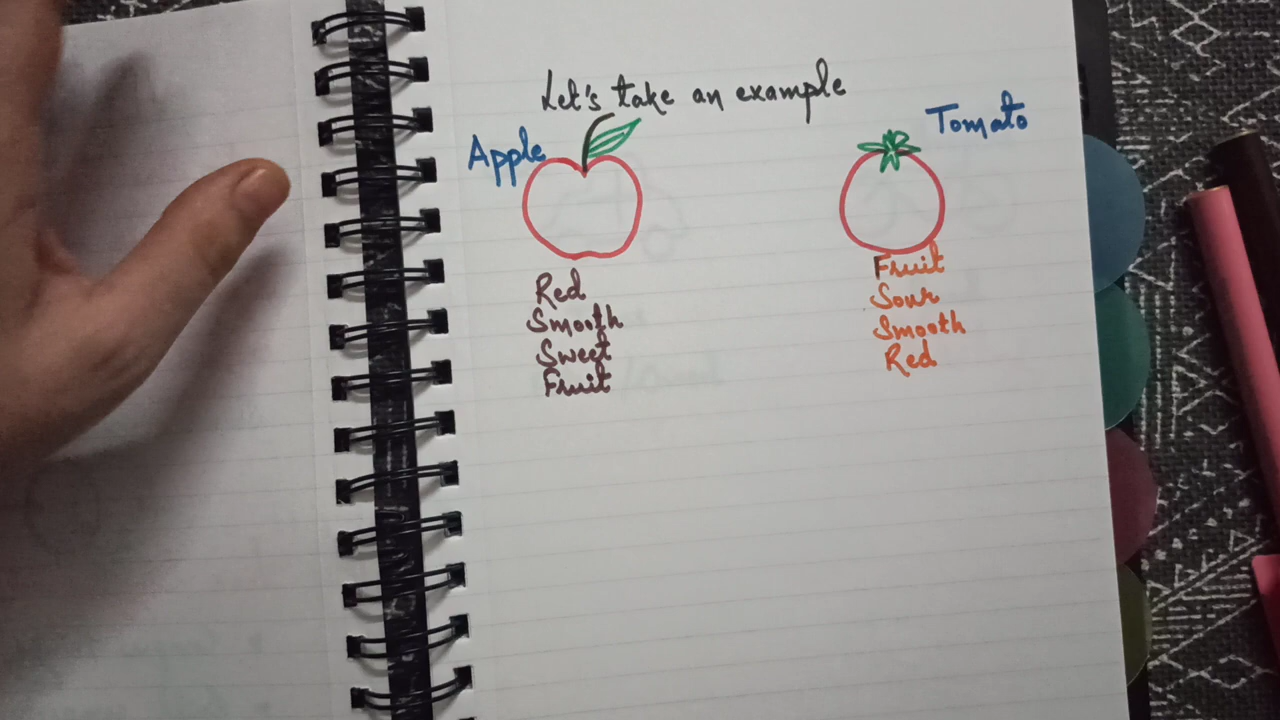 Let's take an example
Apple
Red
Smooth
Sweet
Fruit
Tomato
Fruit
Sour
Smooth
Red